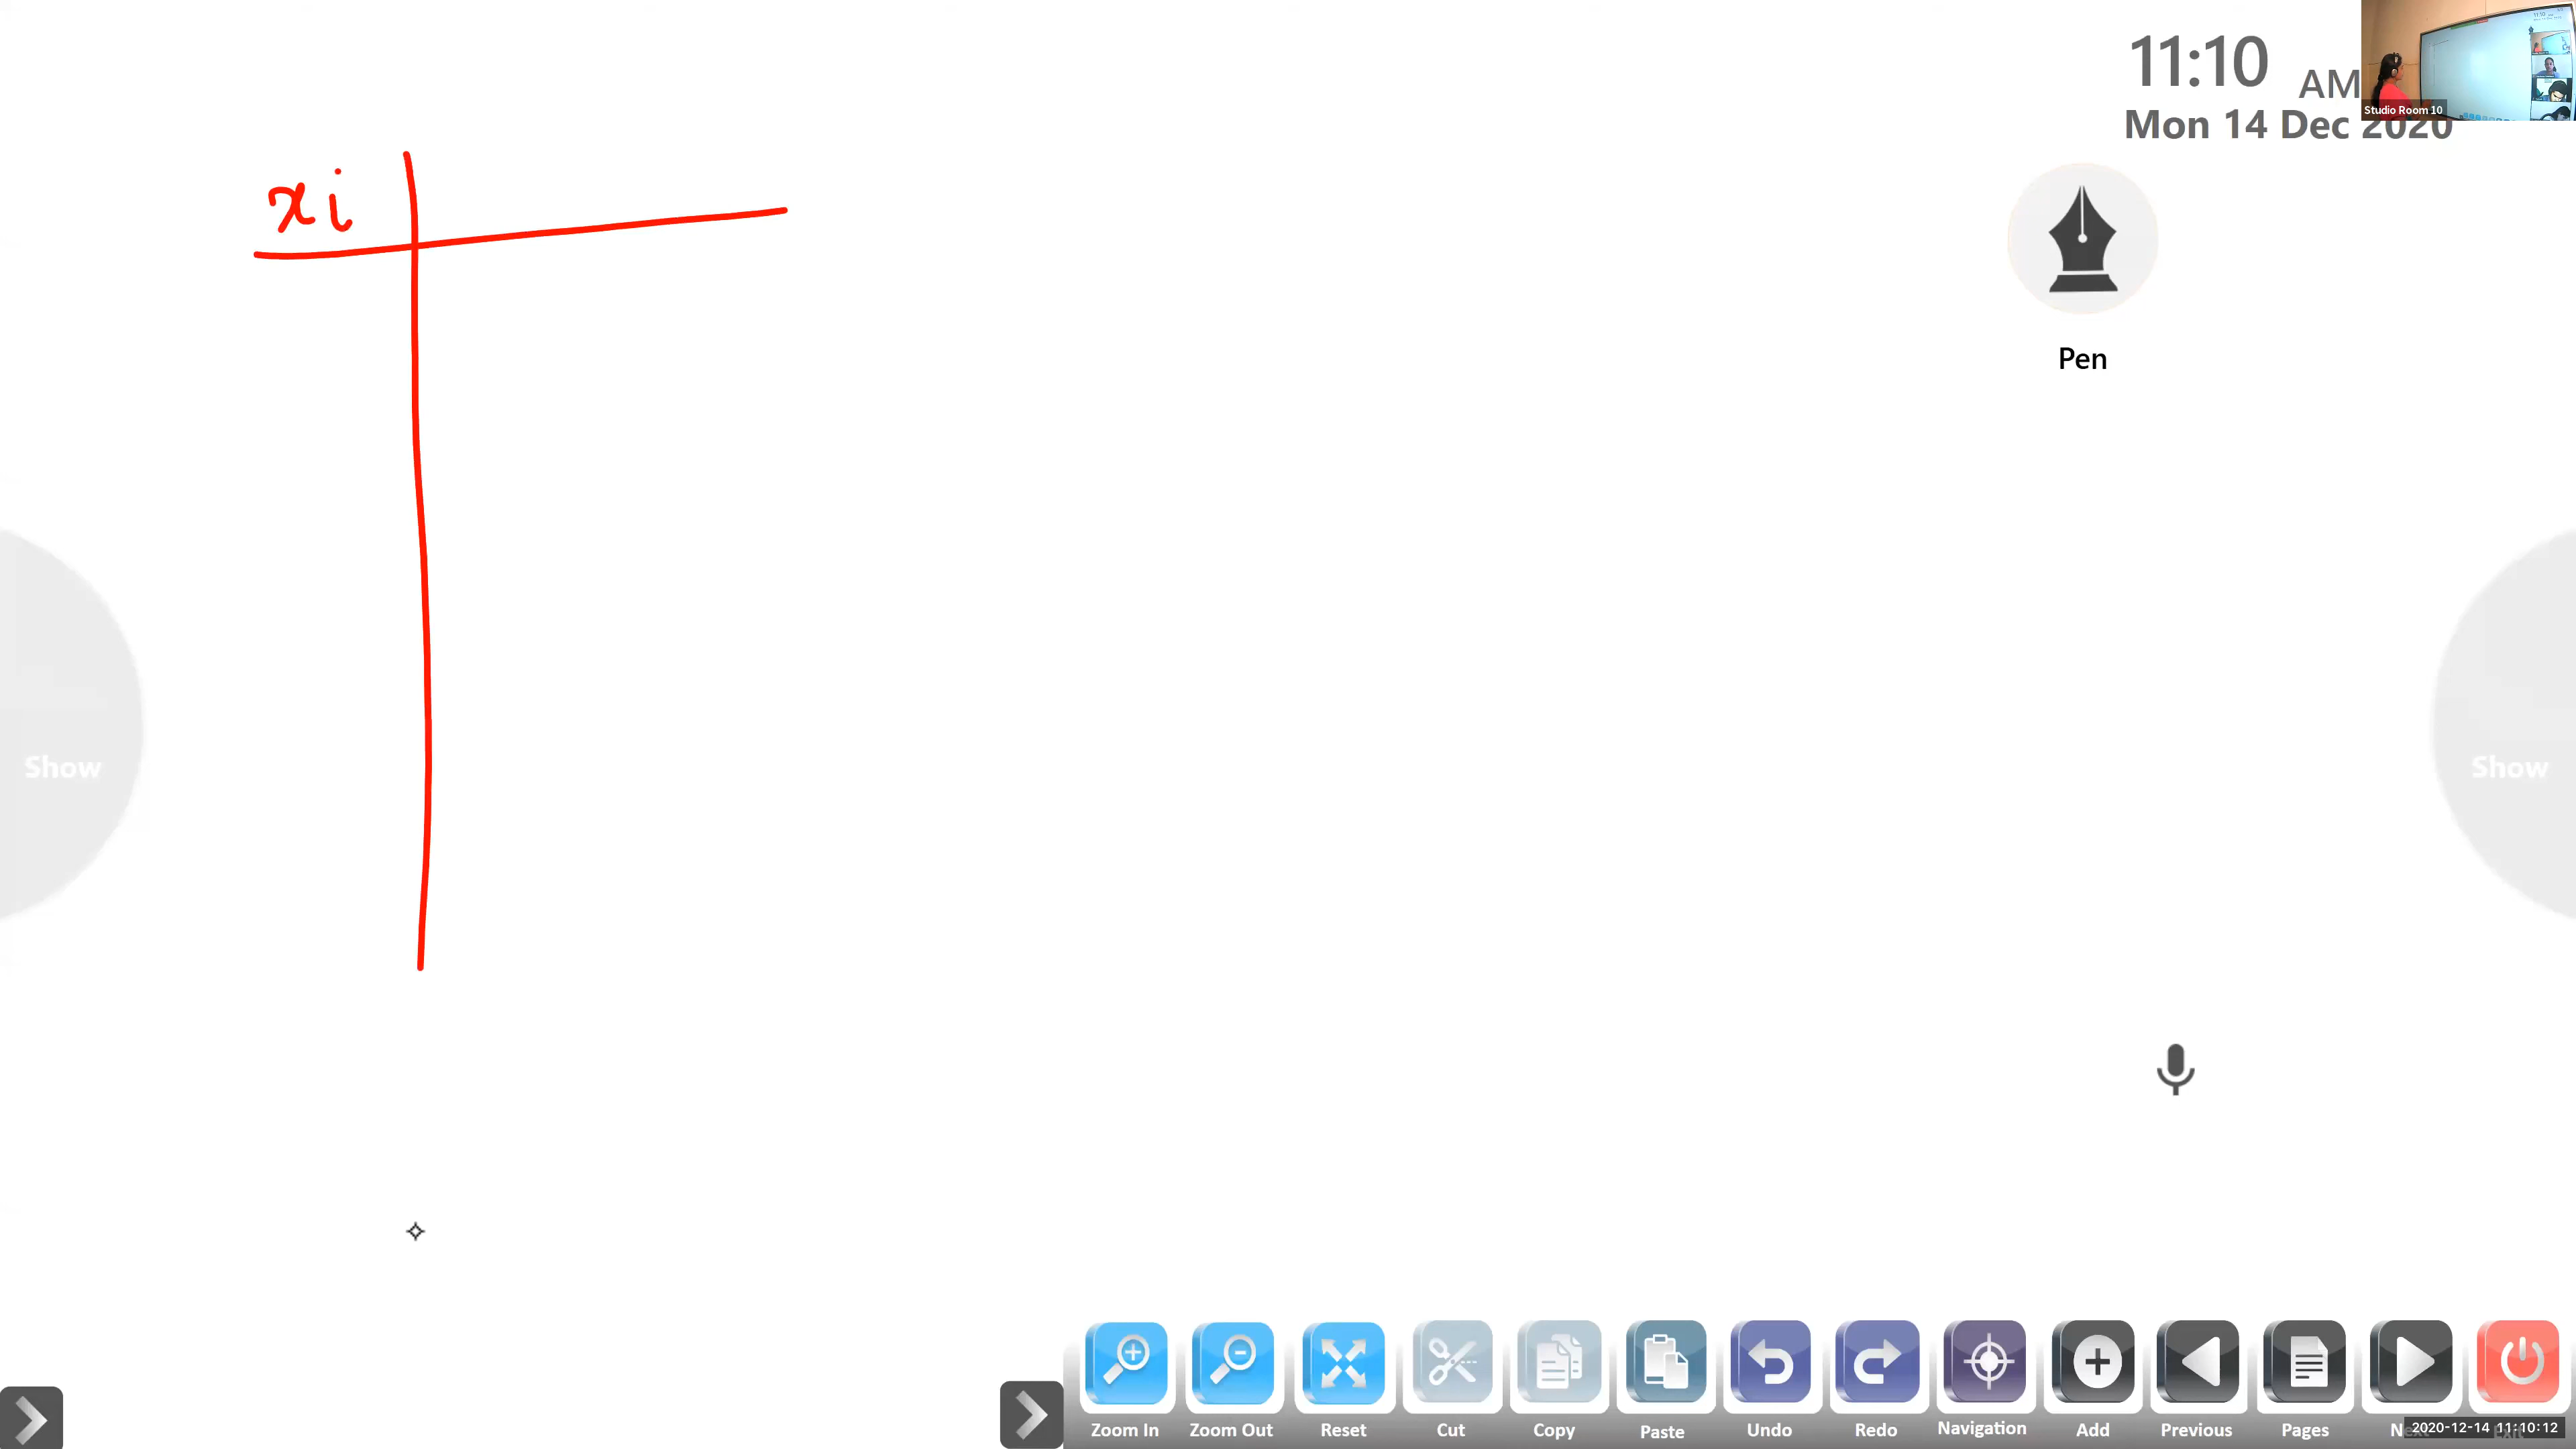 11:10 AM
Studio Room 10
Mon 14 Dec 2020
xi
Pen
Show
Show
Zoom In
Zoom Out
Reset
Cut
Copy
Paste
Undo
Redo
Navigation
Add
Previous
Pages
2020-12-14 11:10:12